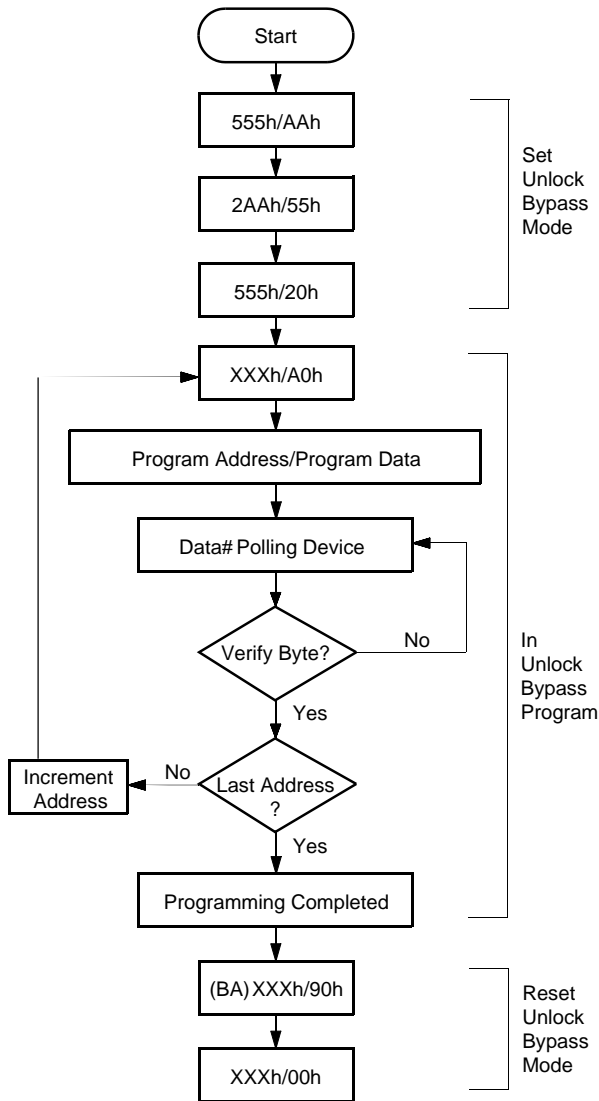 Start
555h/AAh
2AAh/55h
555h/20h
Set
Unlock
Bypass
Mode
XXXh/A0h
Program Address/Program Data
Data# Polling Device
Verify Byte?
No
Yes
In
Unlock
Bypass
Program
Increment
Address
No
Last Address
?
Yes
Programming Completed
(BA) XXXh/90h
XXXh/00h
Reset
Unlock
Bypass
Mode